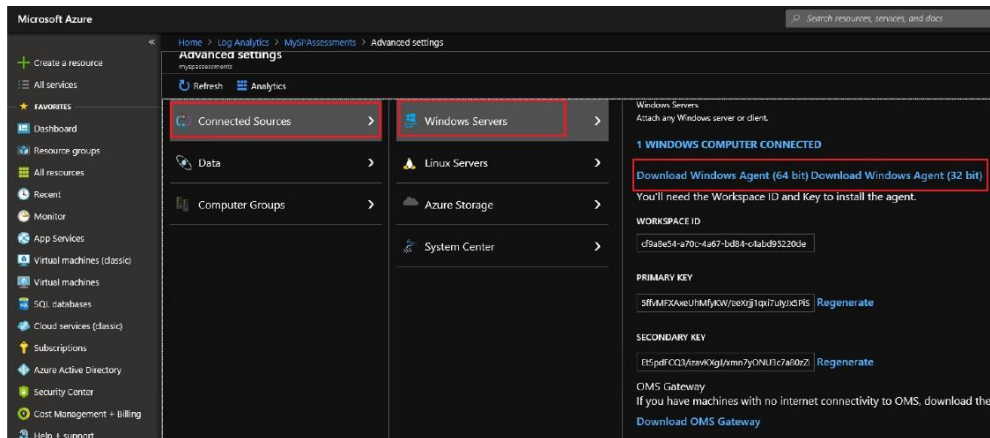 Microsoft Azure
Search resources, services, and docs
Home > Log Analytics > MySPAssessments > Advanced settings
Advanced settings
myspassessments
Refresh
Analytics
Create a resource
All services
FAVORITES
Dashboard
Resource groups
All resources
Recent
Monitor
App Services
Virtual machines (classic)
Virtual machines
SQL databases
Cloud services (classic)
Subscriptions
Azure Active Directory
Security Center
Cost Management + Billing
Help + support
Connected Sources
Data
Computer Groups
Windows Servers
Linux Servers
Azure Storage
System Center
Windows Servers
Attach any Windows server or client.
1 WINDOWS COMPUTER CONNECTED
Download Windows Agent (64 bit) Download Windows Agent (32 bit)
You'll need the Workspace ID and Key to install the agent.
WORKSPACE ID
cf9a8e54-a70c-4a67-bd84-c4abd95220de
PRIMARY KEY
Regenerate
SECONDARY KEY
Regenerate
OMS Gateway
If you have machines with no internet connectivity to OMS, download the
Download OMS Gateway